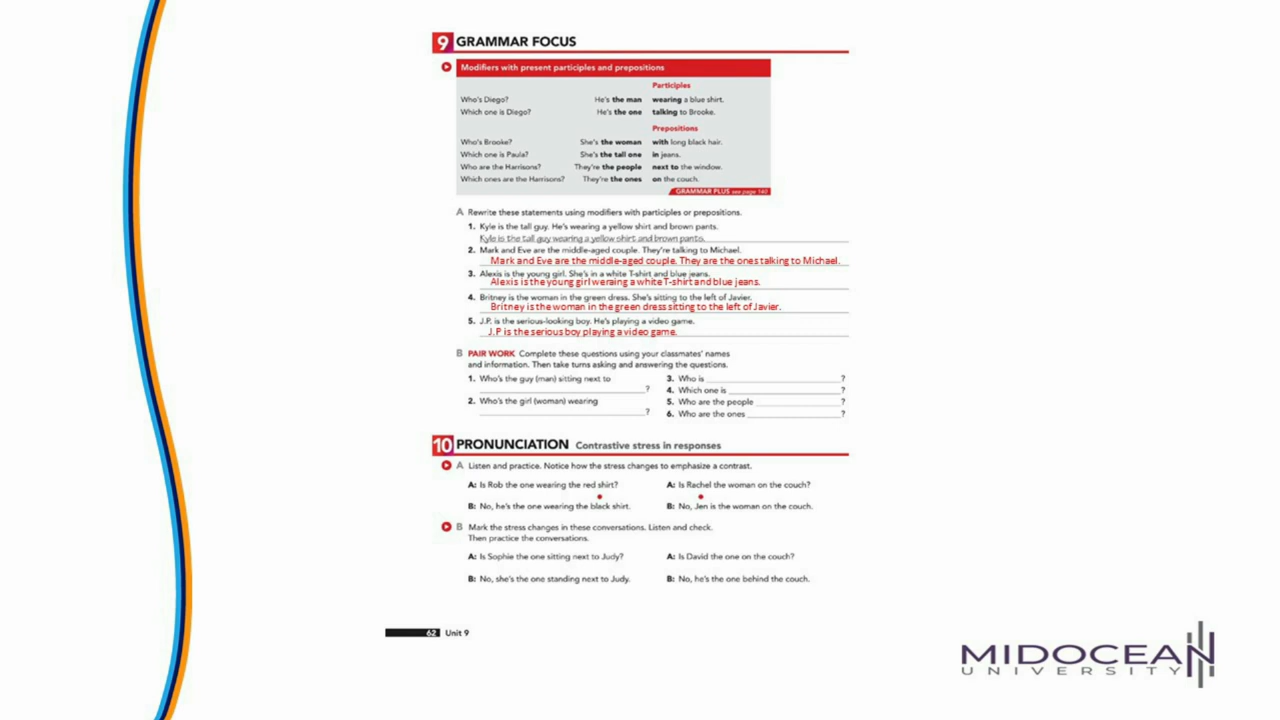 9 GRAMMAR FOCUS
Modifiers with present participles and prepositions
Participles
Who's Diego? He's the man wearing a blue shirt.
Which one is Diego? He's the one talking to Brooke.
Prepositions
Who's Brooke? She's the woman with long black hair.
Which one is Paula? She's the tall one in jeans.
Who are the Harrisons? They're the people next to the window.
Which ones are the Harrisons? They're the ones on the couch.
GRAMMAR PLUS see page 140
A Rewrite these statements using modifiers with participles or prepositions.
1. Kyle is the tall guy. He's wearing a yellow shirt and brown pants.
Kyle is the tall guy wearing a yellow shirt and brown pants.
2. Mark and Eve are the middle-aged couple. They're talking to Michael.
Mark and Eve are the middle-aged couple. They are the ones talking to Michael.
3. Alexis is the young girl. She's in a white T-shirt and blue jeans.
Alexis is the young girl weraing a white T-shirt and blue jeans.
4. Britney is the woman in the green dress. She's sitting to the left of Javier.
Britney is the woman in the green dress sitting to the left of Javier.
5. J.P. is the serious-looking boy. He's playing a video game.
J.P is the serious boy playing a video game.
B PAIR WORK Complete these questions using your classmates' names
and information. Then take turns asking and answering the questions.
1. Who's the guy (man) sitting next to
?
2. Who's the girl (woman) wearing
?
3. Who is ?
4. Which one is ?
5. Who are the people ?
6. Who are the ones ?
10 PRONUNCIATION Contrastive stress in responses
A Listen and practice. Notice how the stress changes to emphasize a contrast.
A: Is Rob the one wearing the red shirt?
B: No, he's the one wearing the black shirt.
A: Is Rachel the woman on the couch?
B: No, Jen is the woman on the couch.
B Mark the stress changes in these conversations. Listen and check.
Then practice the conversations.
A: Is Sophie the one sitting next to Judy?
B: No, she's the one standing next to Judy.
A: Is David the one on the couch?
B: No, he's the one behind the couch.
62 Unit 9
MIDOCEAN
UNIVERSITY